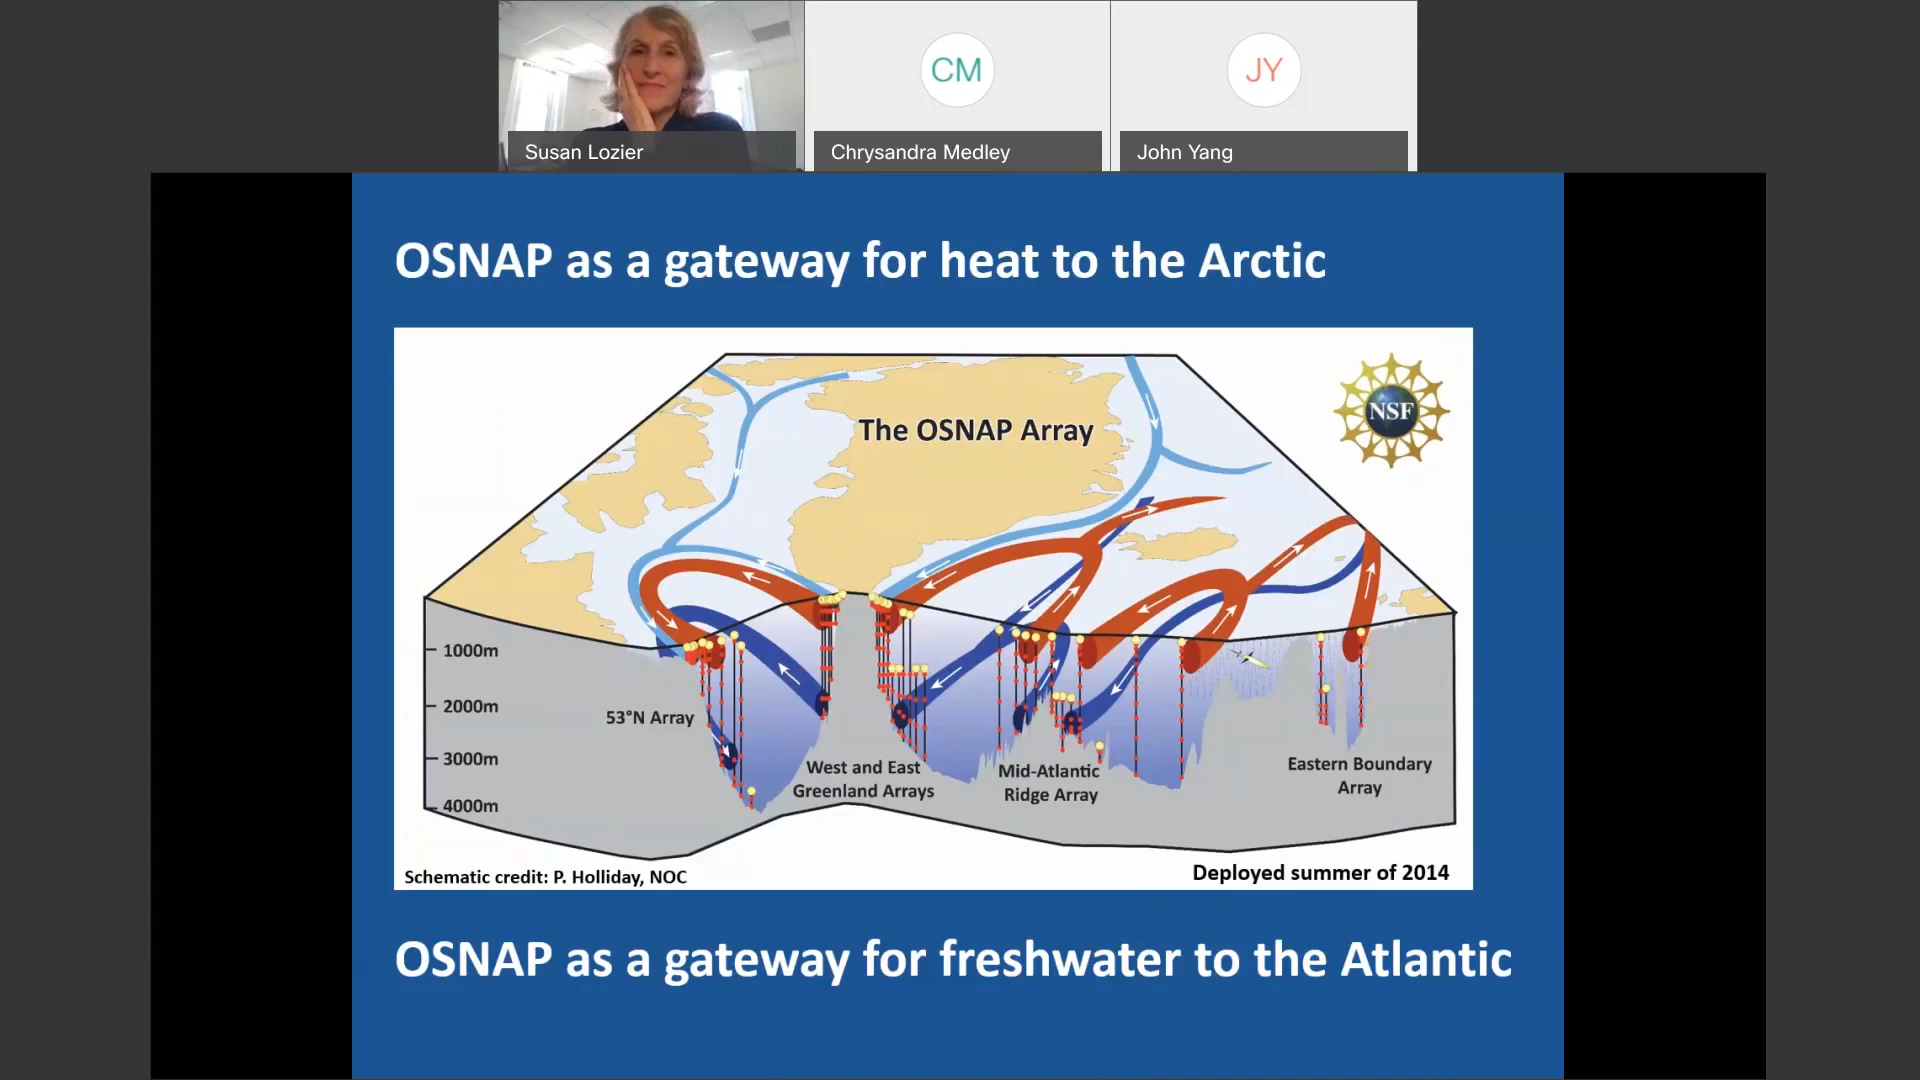 CM
JY
Susan Lozier
Chrysandra Medley
John Yang
OSNAP as a gateway for heat to the Arctic
The OSNAP Array
NSF
1000m
2000m
3000m
4000m
53°N Array
West and East
Greenland Arrays
Mid-Atlantic
Ridge Array
Eastern Boundary
Array
Schematic credit: P. Holliday, NOC
Deployed summer of 2014
OSNAP as a gateway for freshwater to the Atlantic